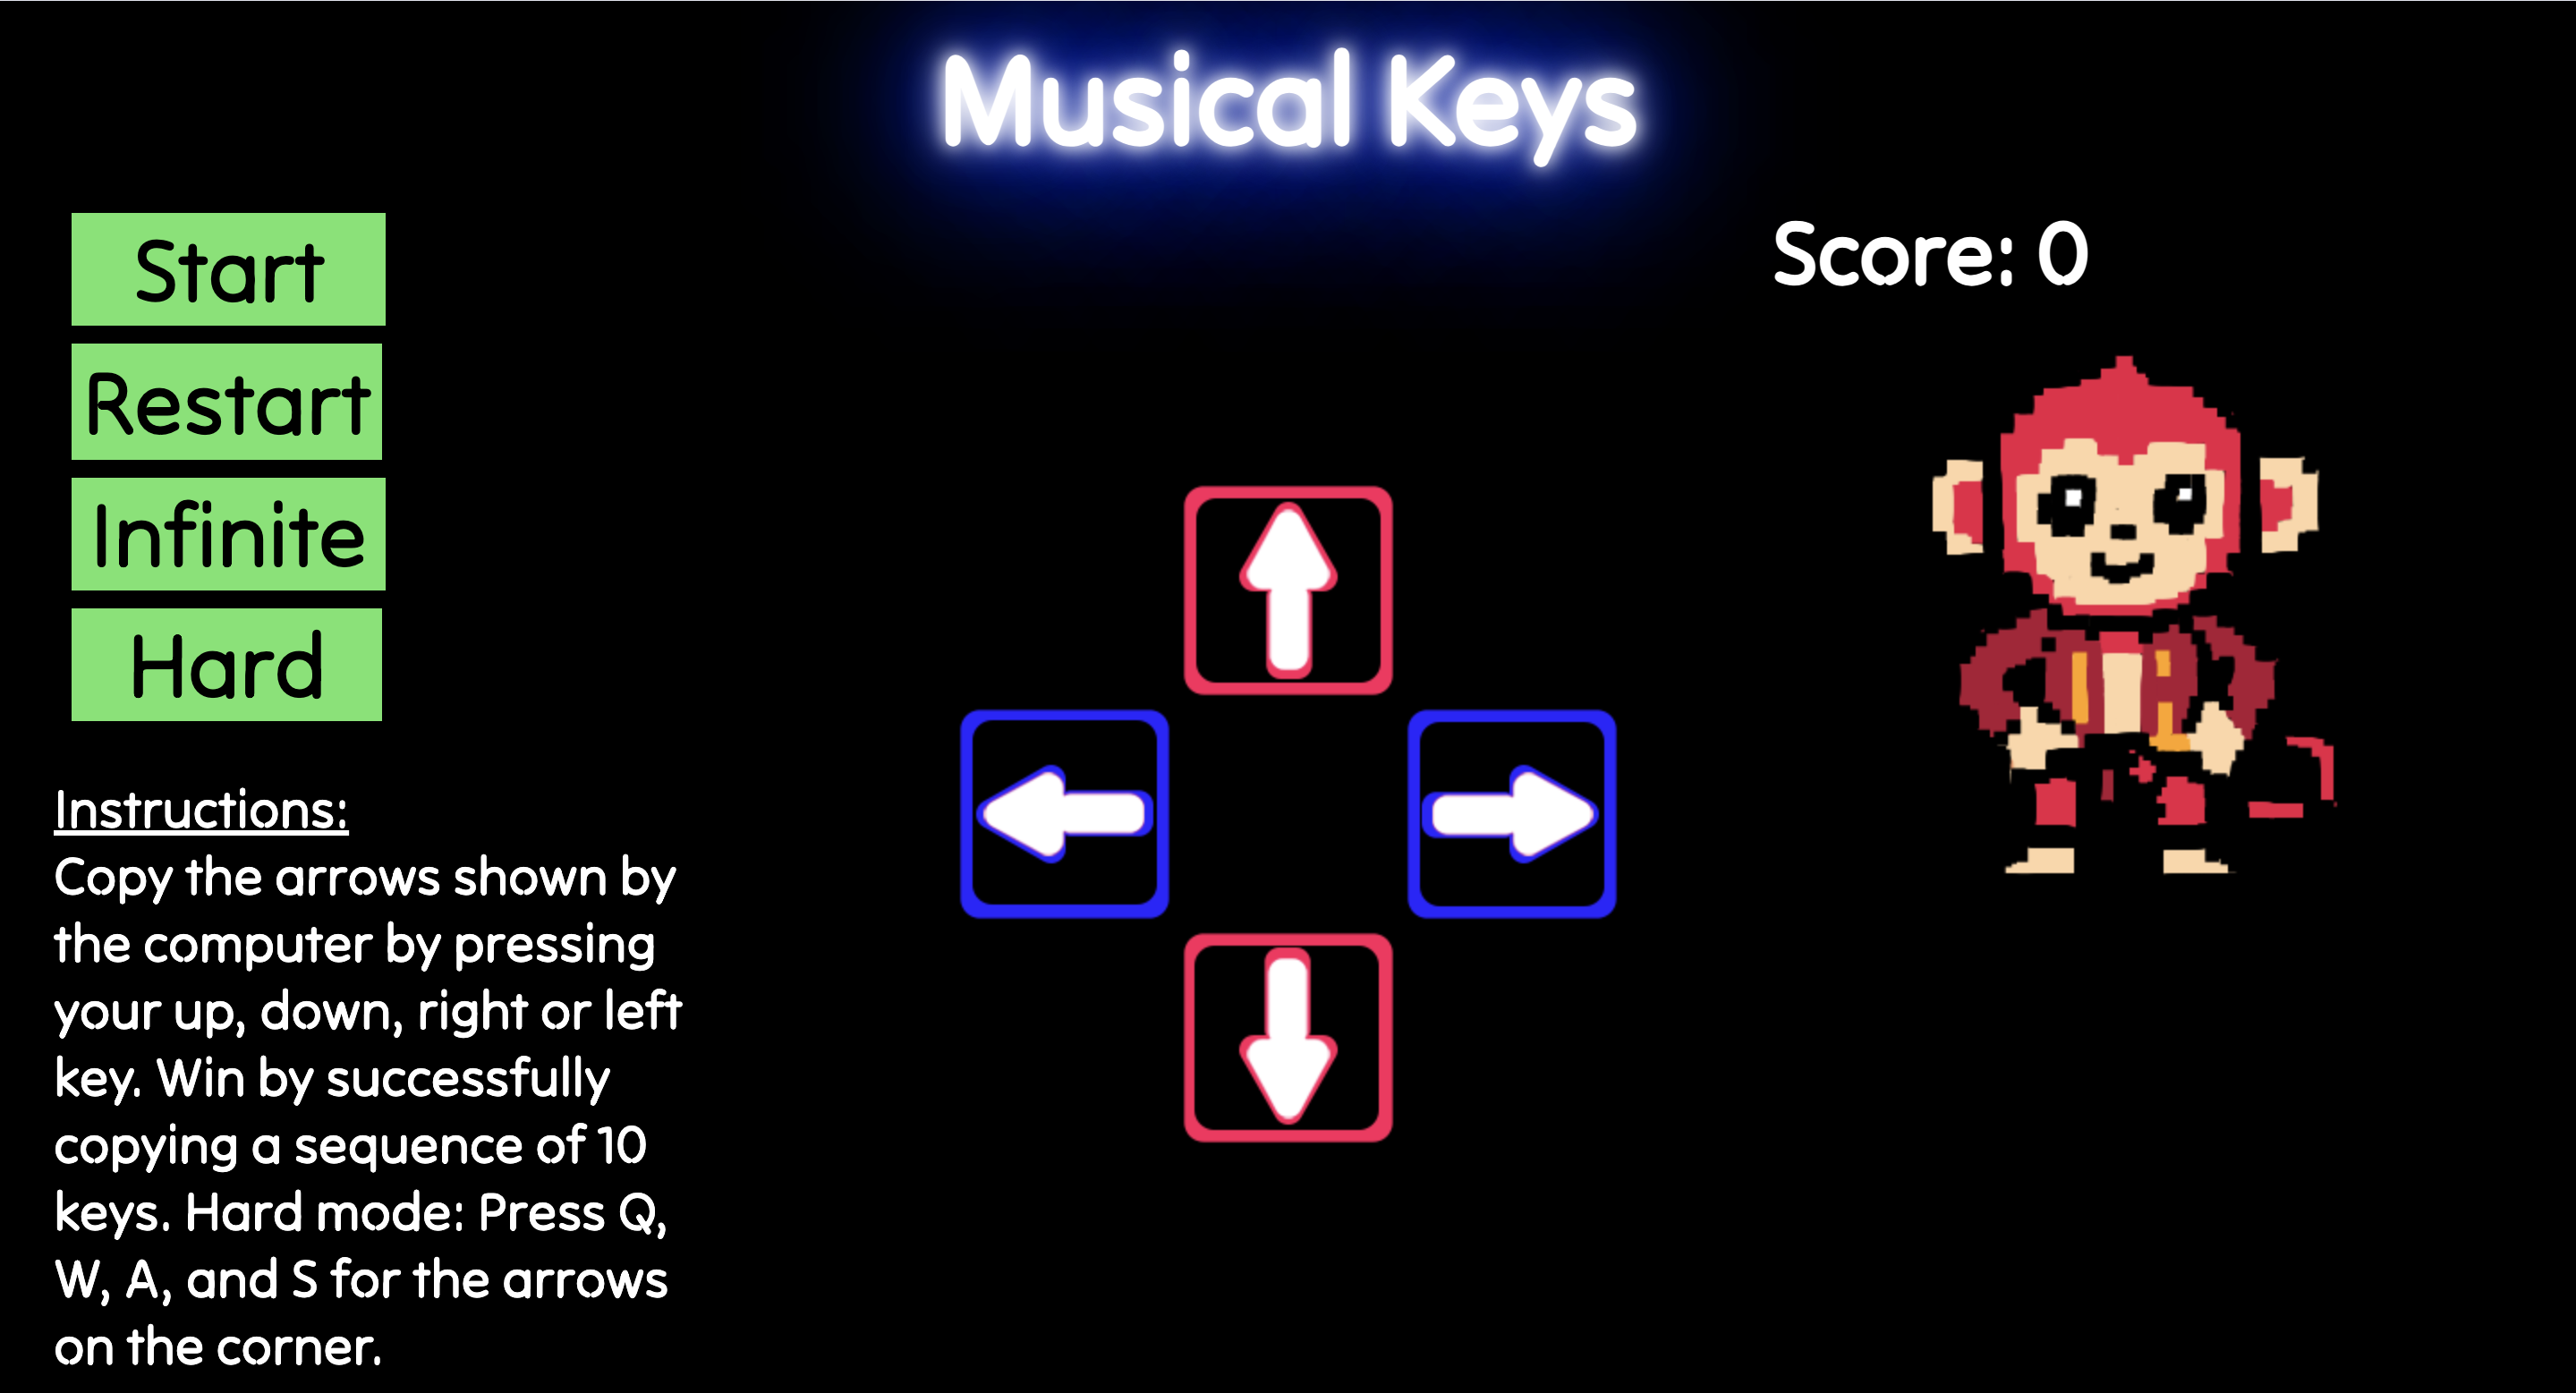 Musical Keys
Start
Restart
Infinite
Hard
Score: 0
Instructions:
Copy the arrows shown by
the computer by pressing
your up, down, right or left
key. Win by successfully
copying a sequence of 10
keys. Hard mode: Press Q,
W, A, and S for the arrows
on the corner.